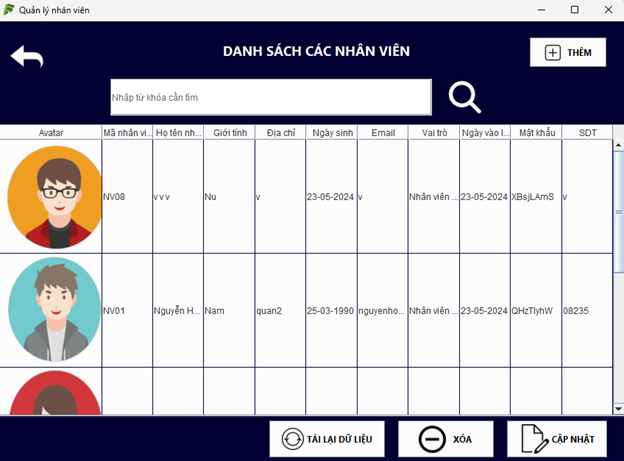 Quản lý nhân viên
DANH SÁCH CÁC NHÂN VIÊN
THÊM
Nhập từ khóa cần tìm
Avatar Mã nhân vi... Họ tên nh... Giới tính Địa chỉ Ngày sinh Email Vai trò Ngày vào l... Mật khẩu SDT
NV08 v v v Nu v 23-05-2024 v Nhân viên ... 23-05-2024 XBsjLAmS v
NV01 Nguyễn H... Nam quan2 25-03-1990 nguyenho... Nhân viên ... 23-05-2024 QHzTlyhW 08235
TẢI LẠI DỮ LIỆU XÓA CẬP NHẬT